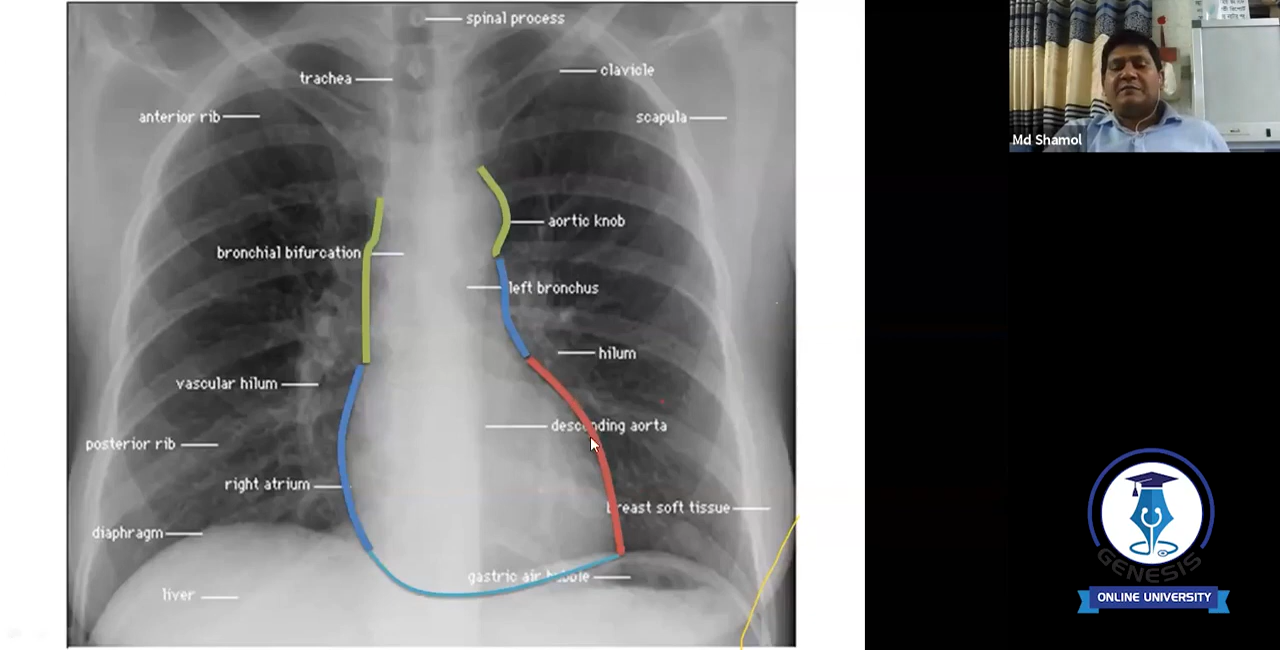 spinal process
trachea
clavicle
anterior rib
scapula
aortic knob
bronchial bifurcation
left bronchus
hilum
vascular hilum
descending aorta
posterior rib
right atrium
breast soft tissue
diaphragm
gastric air bubble
liver
Md Shamol
GENESIS
ONLINE UNIVERSITY